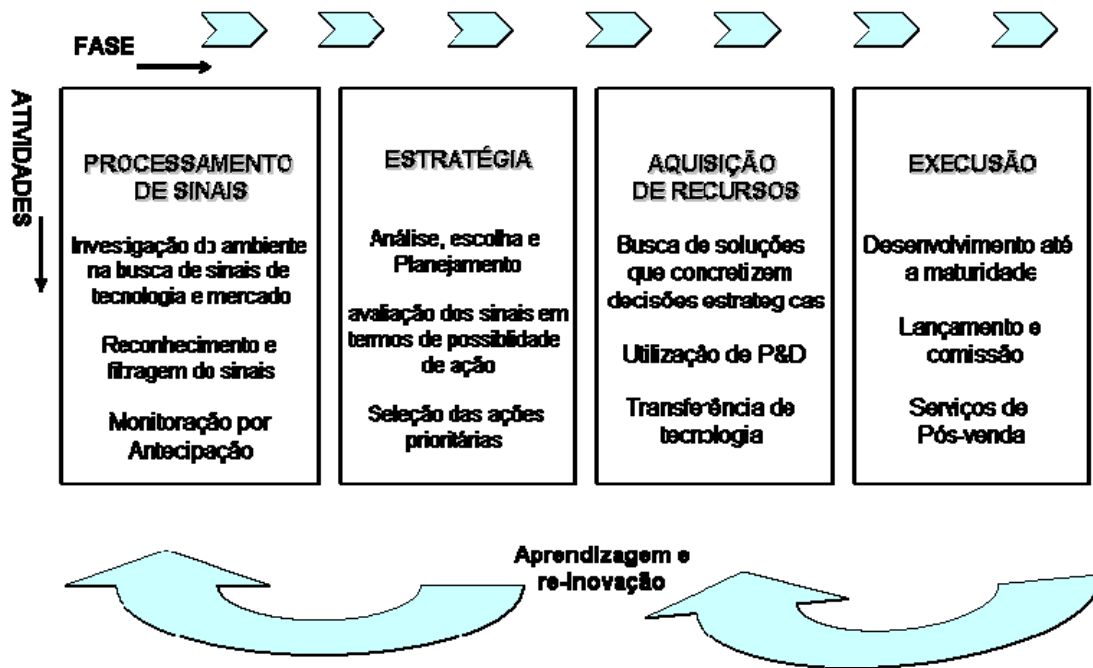 FASE
ATIVIDADES
PROCESSAMENTO
DE SINAIS
Investigação do ambiente
na busca de sinais de
tecnologia e mercado
Reconhecimento e
filtragem do sinais
Monitoração por
Antecipação
ESTRATÉGIA
Análise, escolha e
Planejamento
avaliação dos sinais em
termos de possiblidade
de ação
Seleção das ações
prioritárias
AQUISIÇÃO
DE RECURSOS
Busca de soluções
que concretizem
decisões estrateg cas
Utilização de P&D
Transferência de
tecnologia
EXECUSÃO
Desenvolvimento até
a maturidade
Lançamento e
comissão
Serviços de
Pós-venda
Aprendizagem e
re-inovação